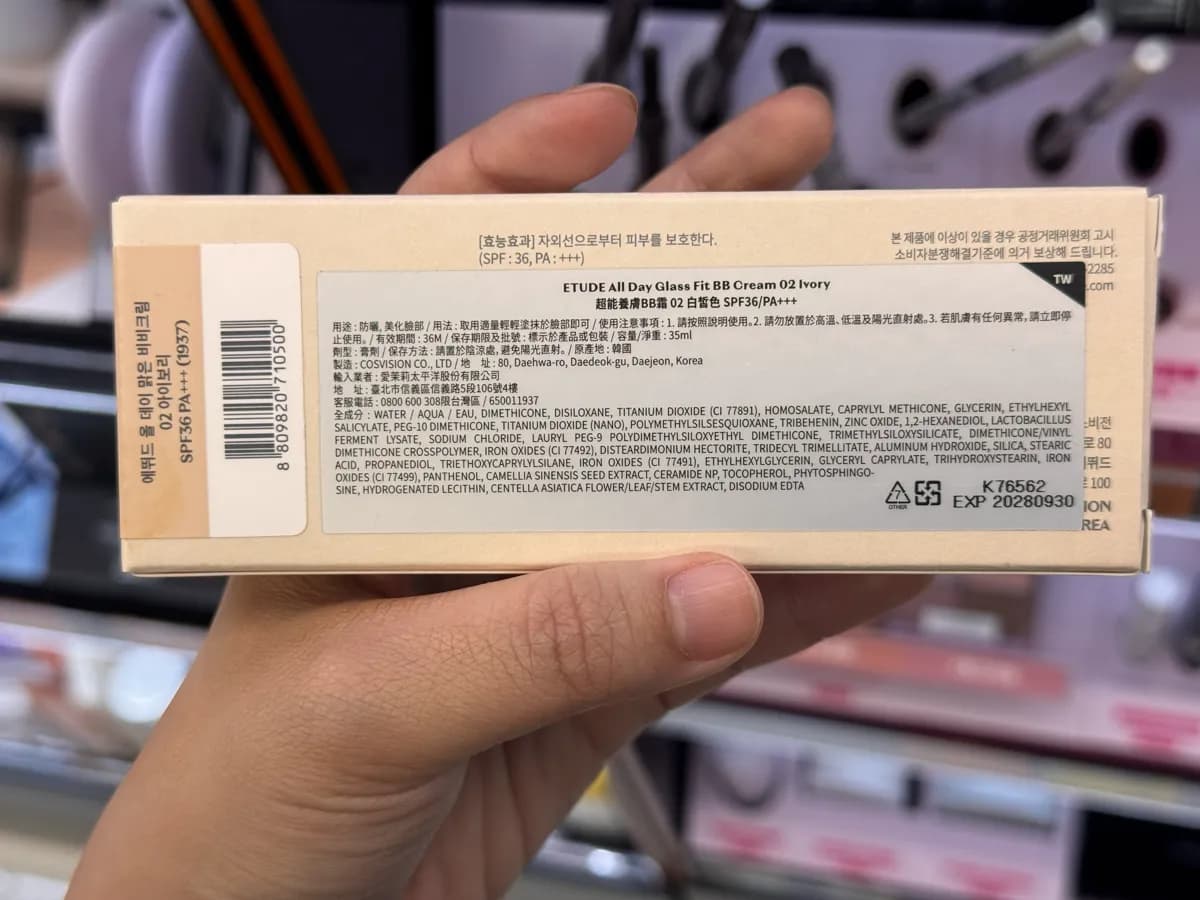 에뛰드 올 데이 맑은 비비크림
02 아이보리
SPF36 PA+++ (1937)
8 809820 710500
[효능효과] 자외선으로부터 피부를 보호한다.
(SPF : 36, PA : +++)
본 제품에 이상이 있을 경우 공정거래위원회 고시
소비자분쟁해결기준에 의거 보상해 드립니다.
2285
.com
TW
ETUDE All Day Glass Fit BB Cream 02 Ivory
超能養膚BB霜 02 白皙色 SPF36/PA+++
用途 : 防曬, 美化臉部 / 用法 : 取用適量輕輕塗抹於臉部即可 / 使用注意事項 : 1. 請按照說明使用。2. 請勿放置於高溫、低溫及陽光直射處。3. 若肌膚有任何異常, 請立即停
止使用。/ 有效期間 : 36M / 保存期限及批號 : 標示於產品或包裝 / 容量/淨重 : 35ml
劑型 : 膏劑 / 保存方法 : 請置於陰涼處, 避免陽光直射。/ 原產地 : 韓國
製造 : COSVISION CO., LTD / 地 址 : 80, Daehwa-ro, Daedeok-gu, Daejeon, Korea
輸入業者 : 愛茉莉太平洋股份有限公司
地 址 : 臺北市信義區信義路5段106號4樓
客服電話 : 0800 600 308限台灣區 / 650011937
全成分 : WATER / AQUA / EAU, DIMETHICONE, DISILOXANE, TITANIUM DIOXIDE (CI 77891), HOMOSALATE, CAPRYLYL METHICONE, GLYCERIN, ETHYLHEXYL
SALICYLATE, PEG-10 DIMETHICONE, TITANIUM DIOXIDE (NANO), POLYMETHYLSILSESQUIOXANE, TRIBEHENIN, ZINC OXIDE, 1,2-HEXANEDIOL, LACTOBACILLUS
FERMENT LYSATE, SODIUM CHLORIDE, LAURYL PEG-9 POLYDIMETHYLSILOXYETHYL DIMETHICONE, TRIMETHYLSILOXYSILICATE, DIMETHICONE/VINYL
DIMETHICONE CROSSPOLYMER, IRON OXIDES (CI 77492), DISTEARDIMONIUM HECTORITE, TRIDECYL TRIMELLITATE, ALUMINUM HYDROXIDE, SILICA, STEARIC
ACID, PROPANEDIOL, TRIETHOXYCAPRYLYLSILANE, IRON OXIDES (CI 77491), ETHYLHEXYLGLYCERIN, GLYCERYL CAPRYLATE, TRIHYDROXYSTEARIN, IRON
OXIDES (CI 77499), PANTHENOL, CAMELLIA SINENSIS SEED EXTRACT, CERAMIDE NP, TOCOPHEROL, PHYTOSPHINGO-
SINE, HYDROGENATED LECITHIN, CENTELLA ASIATICA FLOWER/LEAF/STEM EXTRACT, DISODIUM EDTA
7
OTHER
K76562
EXP 20280930
비전
로 80
뛰드
100
ION
REA